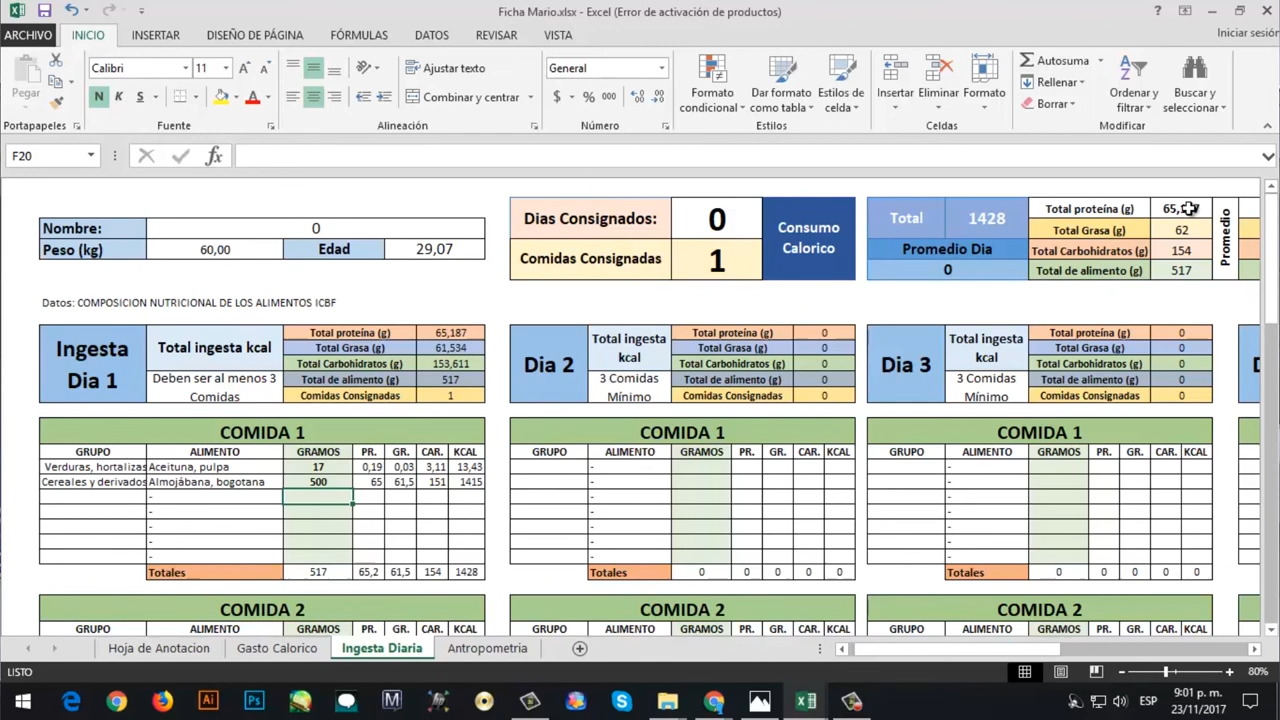 Ficha Mario.xlsx - Excel (Error de activación de productos)
ARCHIVO INICIO INSERTAR DISEÑO DE PÁGINA FÓRMULAS DATOS REVISAR VISTA Iniciar sesión
Calibri 11 Ajustar texto General Autosuma
Rellenar
Pegar N K S Combinar y centrar $ % 000 Formato condicional Dar formato como tabla Estilos de celda Insertar Eliminar Formato Borrar Ordenar y filtrar Buscar y seleccionar
Portapapeles Fuente Alineación Número Estilos Celdas Modificar
F20 fx
Nombre: 0
Peso (kg) 60,00 Edad 29,07
Dias Consignados: 0
Comidas Consignadas 1
Consumo Calorico
Total 1428
Promedio Dia
0
Total proteína (g)
Total Grasa (g) 62
Total Carbohidratos (g) 154
Total de alimento (g) 517
Promedio
Datos: COMPOSICION NUTRICIONAL DE LOS ALIMENTOS ICBF
Ingesta Dia 1 Total ingesta kcal Deben ser al menos 3 Comidas
Total proteína (g) 65,187
Total Grasa (g) 61,534
Total Carbohidratos (g) 153,611
Total de alimento (g) 517
Comidas Consignadas 1
Dia 2 Total ingesta kcal 3 Comidas Mínimo
Total proteína (g) 0
Total Grasa (g) 0
Total Carbohidratos (g) 0
Total de alimento (g) 0
Comidas Consignadas 0
Dia 3 Total ingesta kcal 3 Comidas Mínimo
Total proteína (g) 0
Total Grasa (g) 0
Total Carbohidratos (g) 0
Total de alimento (g) 0
Comidas Consignadas 0
COMIDA 1 COMIDA 1 COMIDA 1
GRUPO ALIMENTO GRAMOS PR. GR. CAR. KCAL GRUPO ALIMENTO GRAMOS PR. GR. CAR. KCAL GRUPO ALIMENTO GRAMOS PR. GR. CAR. KCAL
Verduras, hortalizas Aceituna, pulpa 17 0,19 0,03 3,11 13,43 - -
Cereales y derivados Almojábana, bogotana 500 65 61,5 151 1415 - -
- - -
- - -
- - -
- - -
- - -
Totales 517 65,2 61,5 154 1428 Totales 0 0 0 0 0 Totales 0 0 0 0 0
COMIDA 2 COMIDA 2 COMIDA 2
GRUPO ALIMENTO GRAMOS PR. GR. CAR. KCAL GRUPO ALIMENTO GRAMOS PR. GR. CAR. KCAL GRUPO ALIMENTO GRAMOS PR. GR. CAR. KCAL
Hoja de Anotacion Gasto Calorico Ingesta Diaria Antropometria
LISTO 80%
ESP 9:01 p. m.
23/11/2017